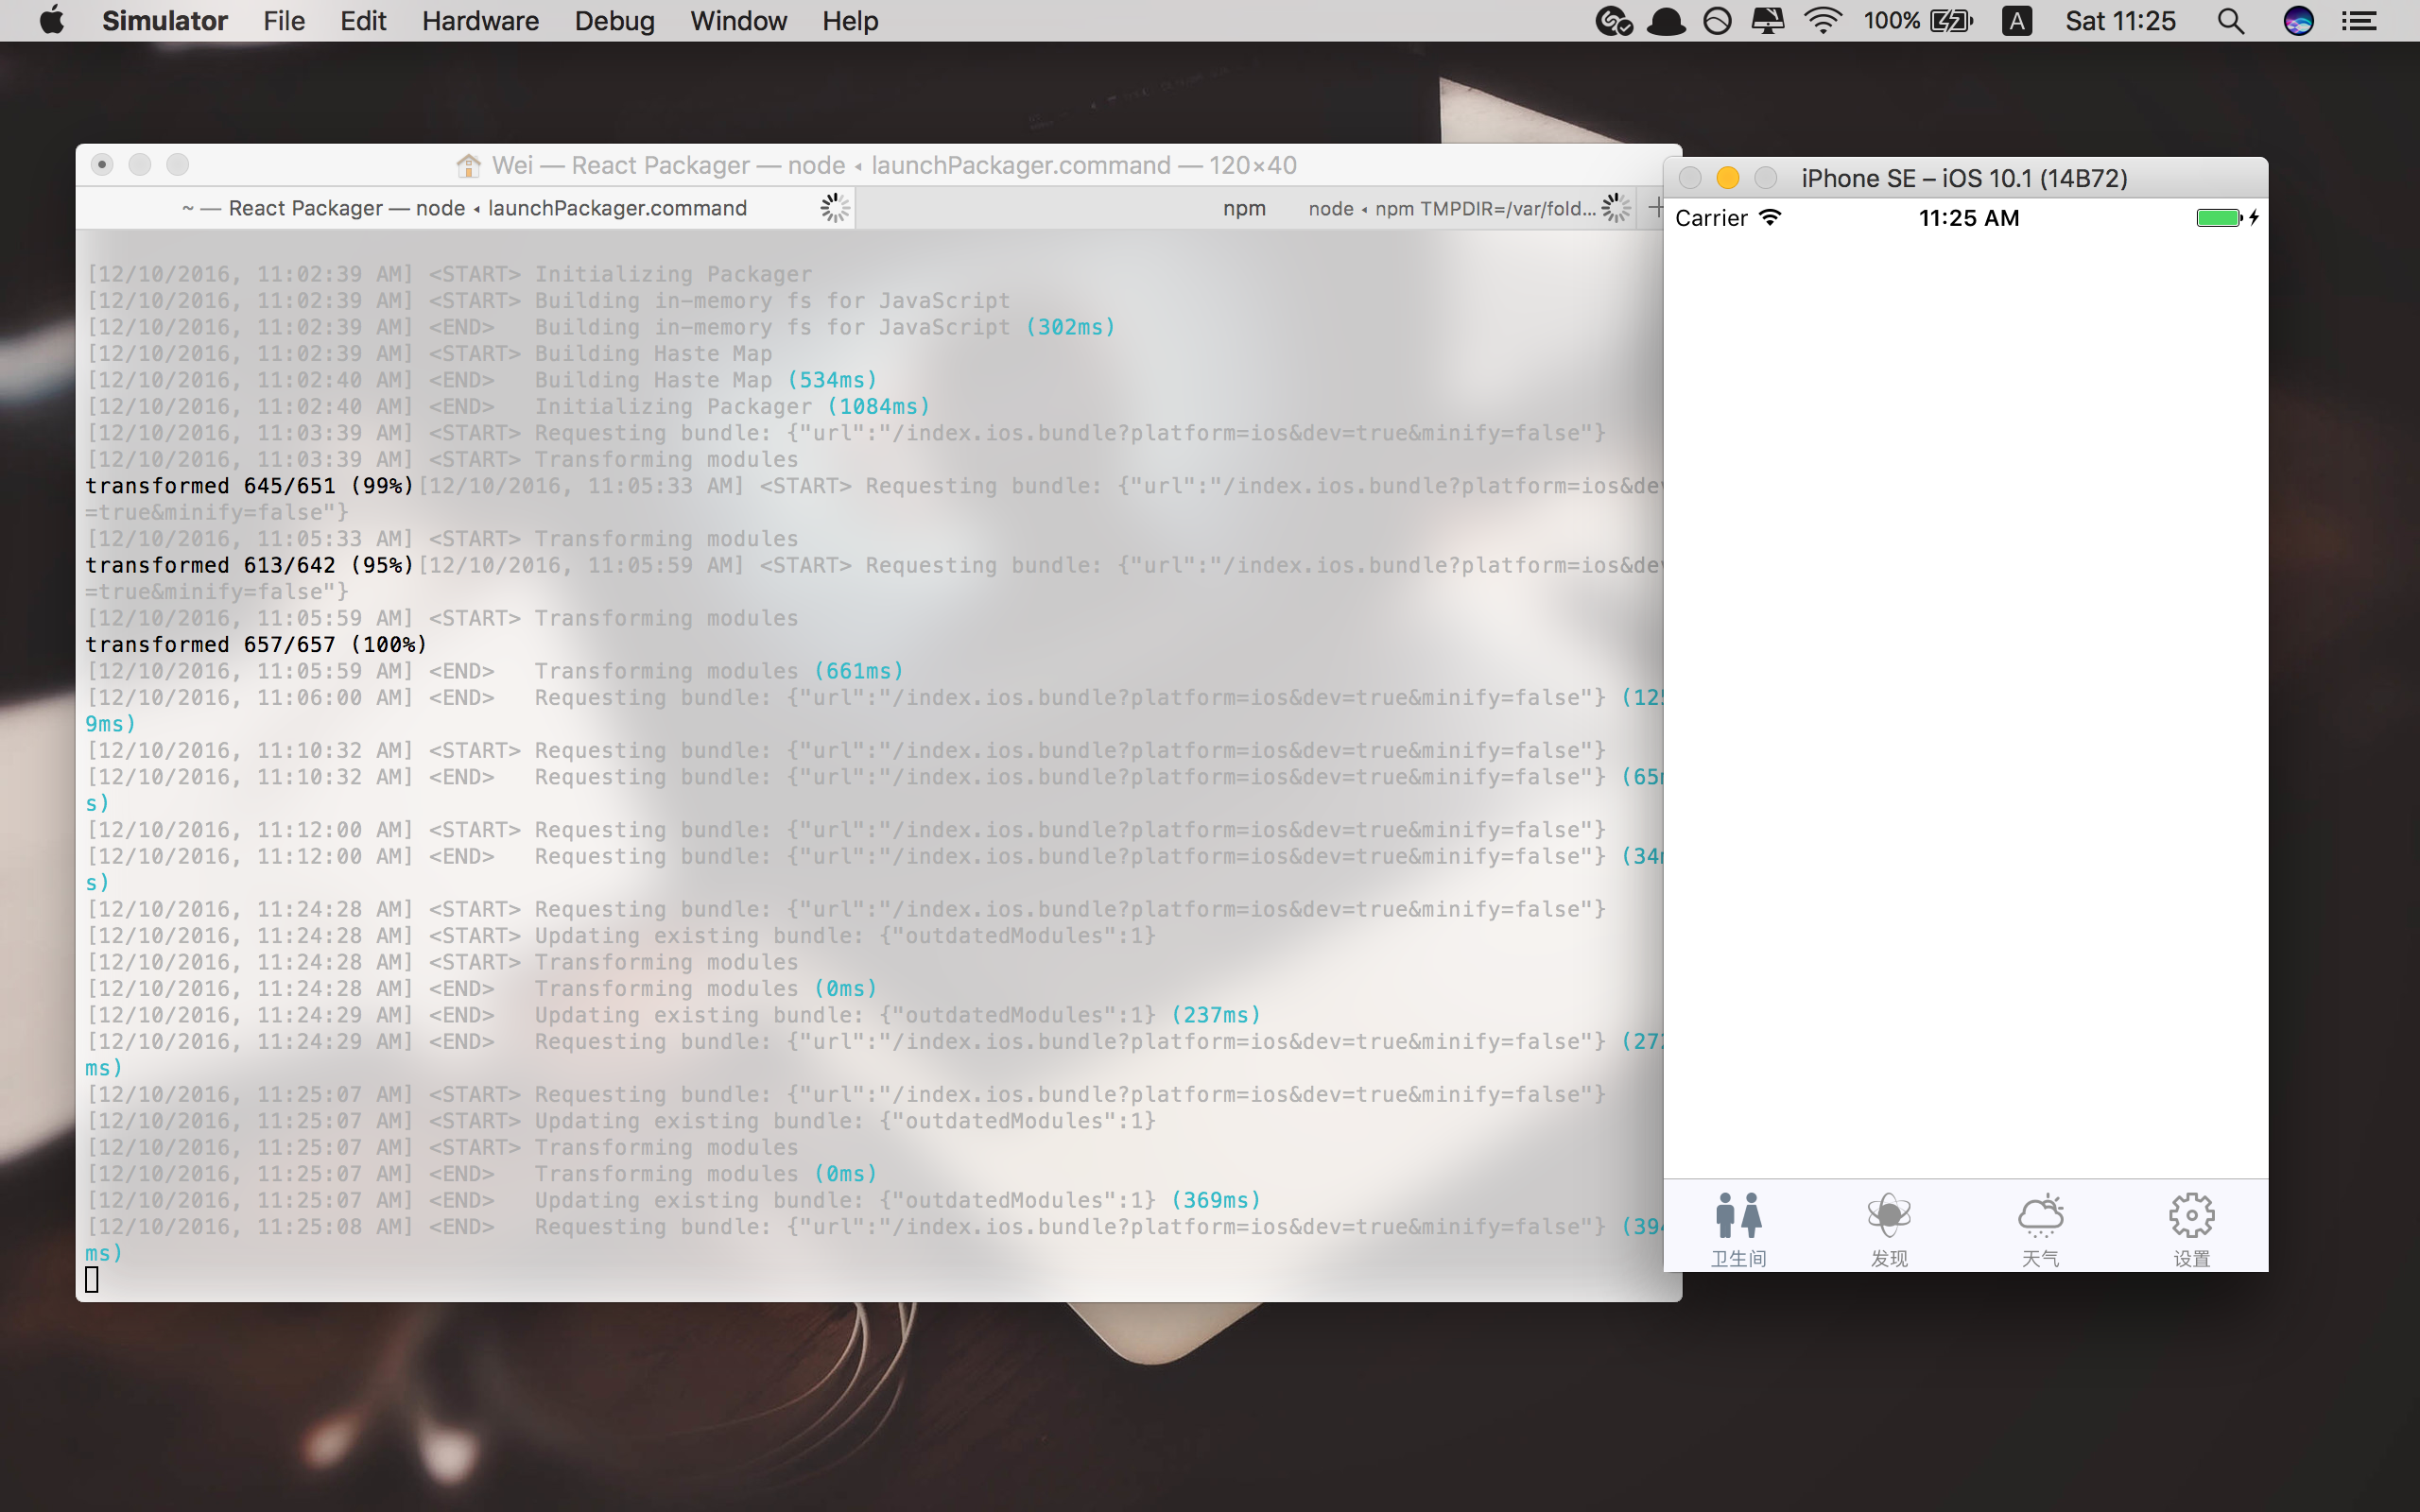 Simulator File Edit Hardware Debug Window Help 100% A Sat 11:25
Wei — React Packager — node ◂ launchPackager.command — 120×40
~ — React Packager — node ◂ launchPackager.command
npm node ◂ npm TMPDIR=/var/fold... +
[12/10/2016, 11:02:39 AM] <START> Initializing Packager
[12/10/2016, 11:02:39 AM] <START> Building in-memory fs for JavaScript
[12/10/2016, 11:02:39 AM] <END>   Building in-memory fs for JavaScript (302ms)
[12/10/2016, 11:02:39 AM] <START> Building Haste Map
[12/10/2016, 11:02:40 AM] <END>   Building Haste Map (534ms)
[12/10/2016, 11:02:40 AM] <END>   Initializing Packager (1084ms)
[12/10/2016, 11:03:39 AM] <START> Requesting bundle: {"url":"/index.ios.bundle?platform=ios&dev=true&minify=false"}
[12/10/2016, 11:03:39 AM] <START> Transforming modules
transformed 645/651 (99%)[12/10/2016, 11:05:33 AM] <START> Requesting bundle: {"url":"/index.ios.bundle?platform=ios&dev
=true&minify=false"}
[12/10/2016, 11:05:33 AM] <START> Transforming modules
transformed 613/642 (95%)[12/10/2016, 11:05:59 AM] <START> Requesting bundle: {"url":"/index.ios.bundle?platform=ios&dev
=true&minify=false"}
[12/10/2016, 11:05:59 AM] <START> Transforming modules
transformed 657/657 (100%)
[12/10/2016, 11:05:59 AM] <END>   Transforming modules (661ms)
[12/10/2016, 11:06:00 AM] <END>   Requesting bundle: {"url":"/index.ios.bundle?platform=ios&dev=true&minify=false"} (125
9ms)
[12/10/2016, 11:10:32 AM] <START> Requesting bundle: {"url":"/index.ios.bundle?platform=ios&dev=true&minify=false"}
[12/10/2016, 11:10:32 AM] <END>   Requesting bundle: {"url":"/index.ios.bundle?platform=ios&dev=true&minify=false"} (65m
s)
[12/10/2016, 11:12:00 AM] <START> Requesting bundle: {"url":"/index.ios.bundle?platform=ios&dev=true&minify=false"}
[12/10/2016, 11:12:00 AM] <END>   Requesting bundle: {"url":"/index.ios.bundle?platform=ios&dev=true&minify=false"} (34m
s)
[12/10/2016, 11:24:28 AM] <START> Requesting bundle: {"url":"/index.ios.bundle?platform=ios&dev=true&minify=false"}
[12/10/2016, 11:24:28 AM] <START> Updating existing bundle: {"outdatedModules":1}
[12/10/2016, 11:24:28 AM] <START> Transforming modules
[12/10/2016, 11:24:28 AM] <END>   Transforming modules (0ms)
[12/10/2016, 11:24:29 AM] <END>   Updating existing bundle: {"outdatedModules":1} (237ms)
[12/10/2016, 11:24:29 AM] <END>   Requesting bundle: {"url":"/index.ios.bundle?platform=ios&dev=true&minify=false"} (272
ms)
[12/10/2016, 11:25:07 AM] <START> Requesting bundle: {"url":"/index.ios.bundle?platform=ios&dev=true&minify=false"}
[12/10/2016, 11:25:07 AM] <START> Updating existing bundle: {"outdatedModules":1}
[12/10/2016, 11:25:07 AM] <START> Transforming modules
[12/10/2016, 11:25:07 AM] <END>   Transforming modules (0ms)
[12/10/2016, 11:25:07 AM] <END>   Updating existing bundle: {"outdatedModules":1} (369ms)
[12/10/2016, 11:25:08 AM] <END>   Requesting bundle: {"url":"/index.ios.bundle?platform=ios&dev=true&minify=false"} (394
ms)
iPhone SE – iOS 10.1 (14B72)
Carrier 11:25 AM
卫生间 发现 天气 设置